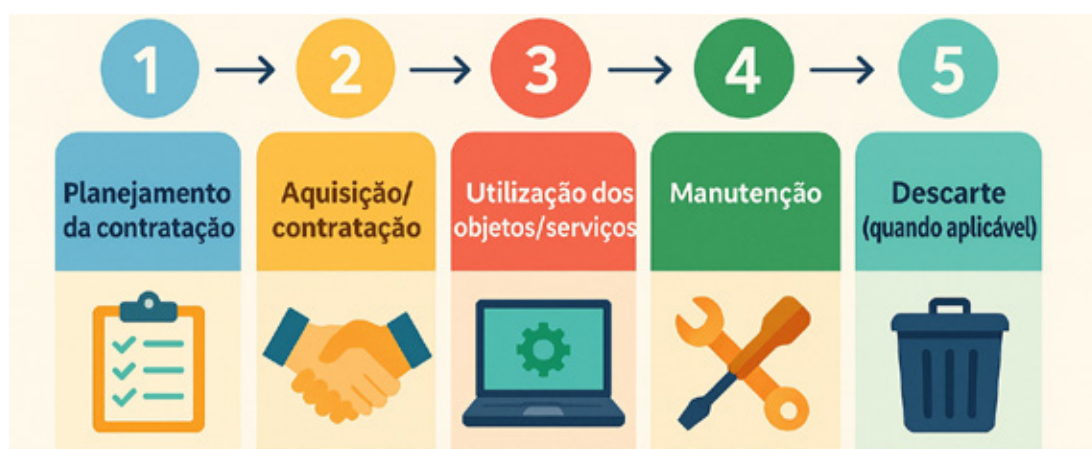 1
2
3
4
5
Planejamento
da contratação
Aquisição/
contratação
Utilização dos
objetos/serviços
Manutenção
Descarte
(quando aplicável)